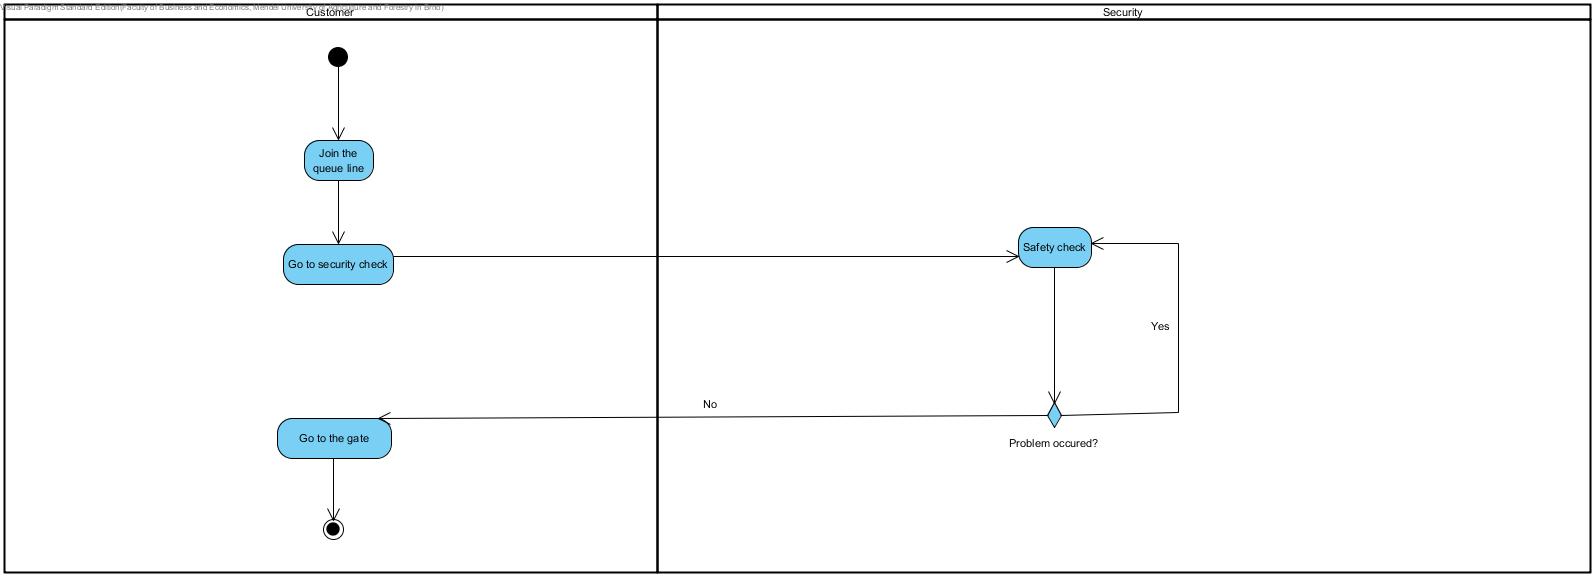 Visual Paradigm Standard Edition(Faculty of Business and Economics, Mendel University of Agriculture and Forestry in Brno)
Customer
Security
Join the
queue line
Go to security check
Safety check
Yes
No
Go to the gate
Problem occured?